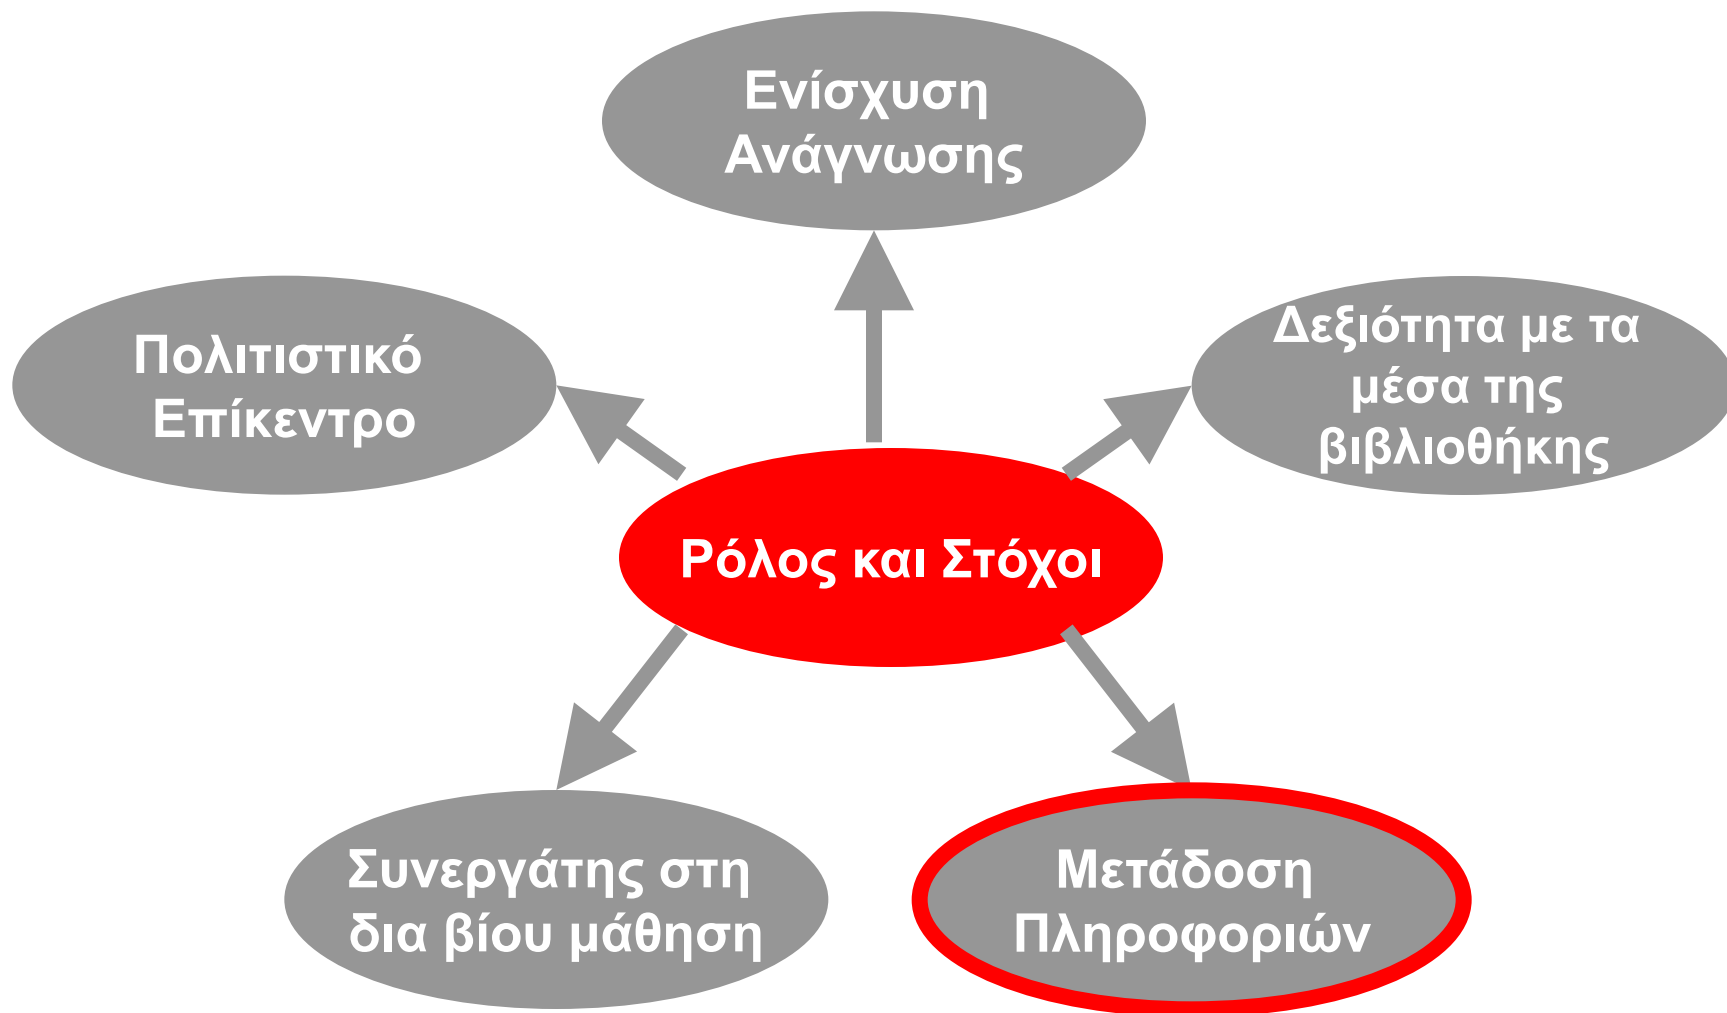 Ενίσχυση
Ανάγνωσης
Πολιτιστικό
Επίκεντρο
Δεξιότητα με τα
μέσα της
βιβλιοθήκης
Ρόλος και Στόχοι
Συνεργάτης στη
δια βίου μάθηση
Μετάδοση
Πληροφοριών